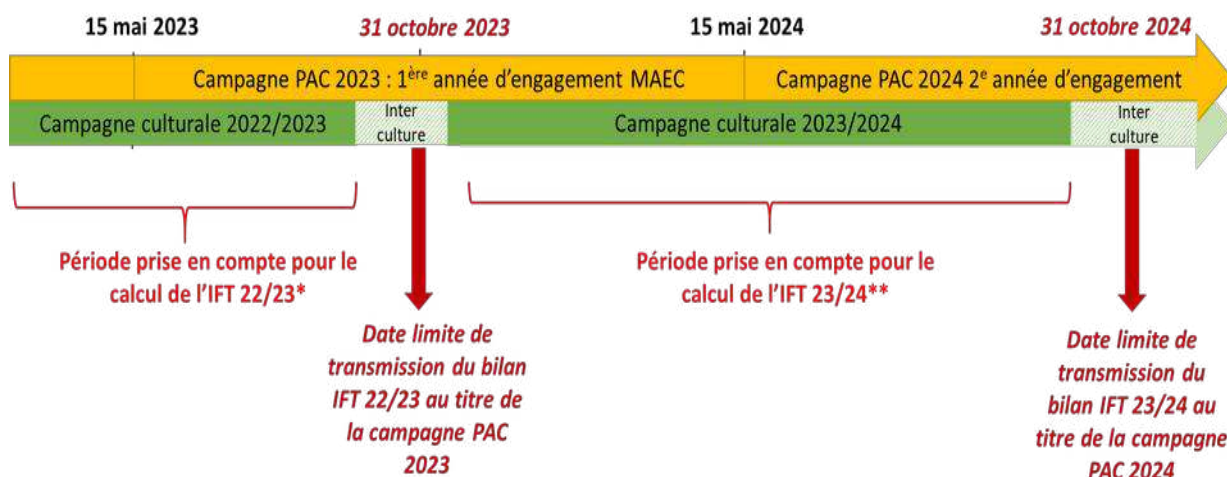 15 mai 2023
31 octobre 2023
15 mai 2024
31 octobre 2024
Campagne PAC 2023 : 1ère année d'engagement MAEC
Campagne PAC 2024 2e année d'engagement
Campagne culturale 2022/2023
Inter
culture
Campagne culturale 2023/2024
Inter
culture
Période prise en compte pour le
calcul de l'IFT 22/23*
Période prise en compte pour le
calcul de l'IFT 23/24**
Date limite de
transmission du bilan
IFT 22/23 au titre de
la campagne PAC
2023
Date limite de
transmission du
bilan IFT 23/24 au
titre de la campagne
PAC 2024